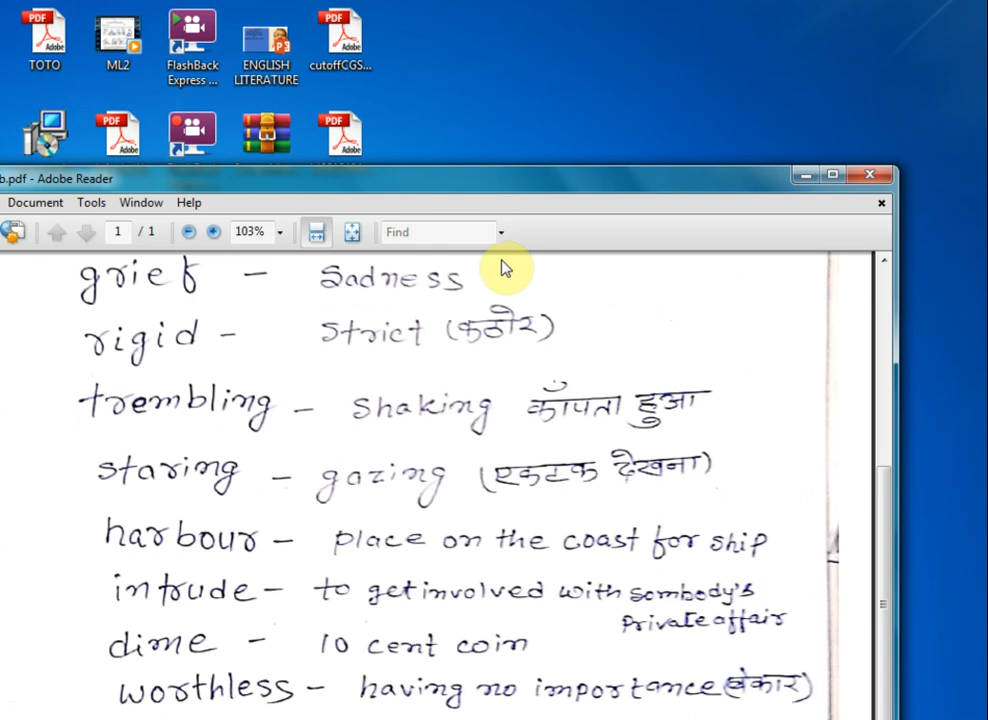 TOTO
ML2
FlashBack Express ...
ENGLISH LITERATURE
cutoffCGS...
b.pdf - Adobe Reader
Document Tools Window Help
1 / 1 103% Find
grief - Sadness
rigid - Strict (कठोर)
trembling - Shaking काँपता हुआ
staring - gazing (एकटक देखना)
harbour - place on the coast for ship
intrude - to get involved with sombody's
Private affair
dime - 10 cent coin
worthless - having no importance (बेकार)